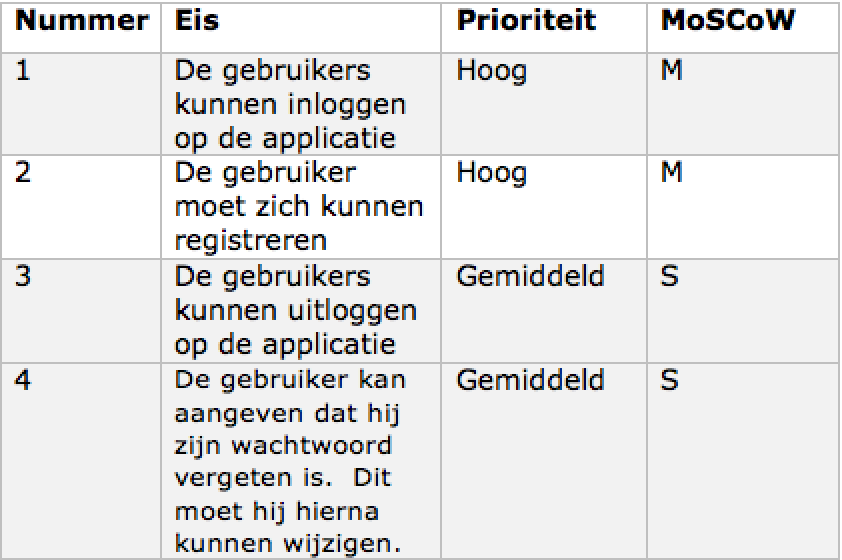 Nummer Eis Prioriteit MoSCoW
1 De gebruikers Hoog M
kunnen inloggen
op de applicatie
2 De gebruiker Hoog M
moet zich kunnen
registreren
3 De gebruikers Gemiddeld S
kunnen uitloggen
op de applicatie
4 De gebruiker kan Gemiddeld S
aangeven dat hij
zijn wachtwoord
vergeten is.  Dit
moet hij hierna
kunnen wijzigen.